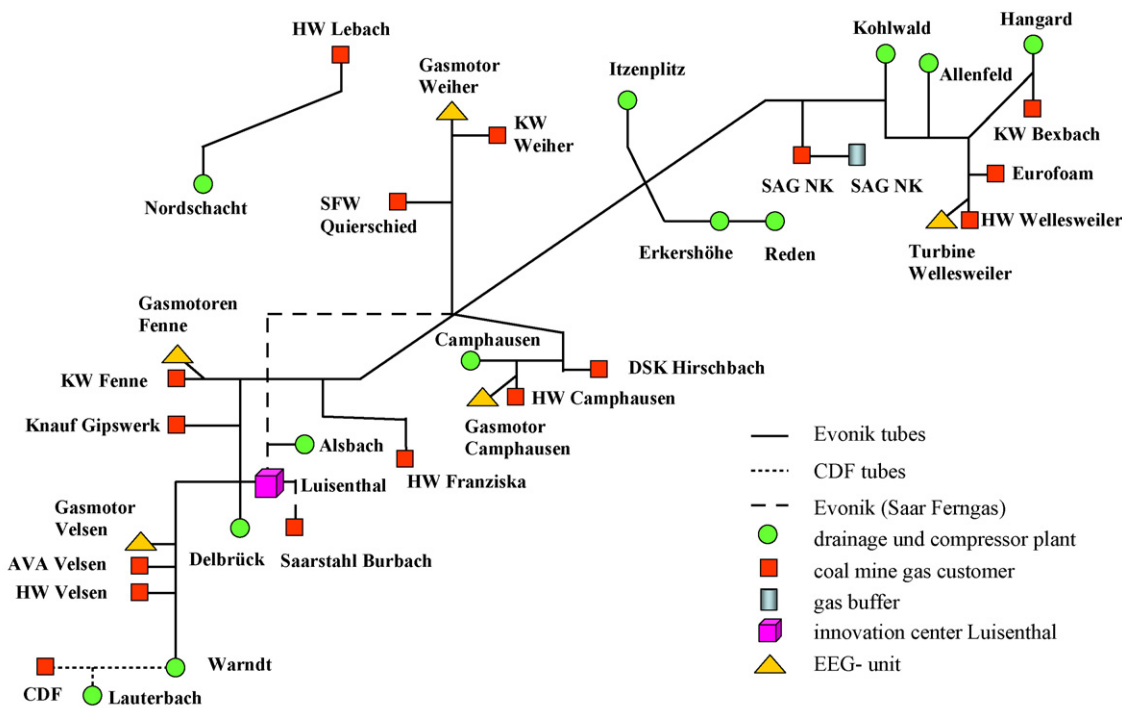 HW Lebach
Nordschacht
Gasmotor
Weiher
KW
Weiher
SFW
Quierschied
Itzenplitz
Erkershöhe
Reden
Kohlwald
Allenfeld
Hangard
KW Bexbach
SAG NK
SAG NK
Eurofoam
HW Wellesweiler
Turbine
Wellesweiler
Gasmotoren
Fenne
KW Fenne
Knauf Gipswerk
Camphausen
DSK Hirschbach
HW Camphausen
Gasmotor
Camphausen
Alsbach
HW Franziska
Luisenthal
Gasmotor
Velsen
AVA Velsen
HW Velsen
Delbrück
Saarstahl Burbach
Warndt
CDF
Lauterbach
Evonik tubes
CDF tubes
Evonik (Saar Ferngas)
drainage und compressor plant
coal mine gas customer
gas buffer
innovation center Luisenthal
EEG- unit